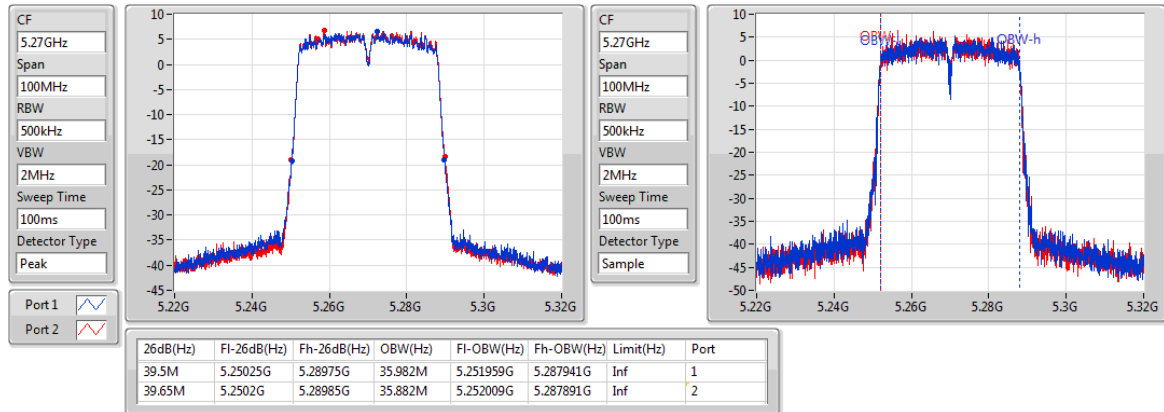 CF
5.27GHz
Span
100MHz
RBW
500kHz
VBW
2MHz
Sweep Time
100ms
Detector Type
Peak
Port 1
Port 2
10
5
0
-5
-10
-15
-20
-25
-30
-35
-40
-45
5.22G 5.24G 5.26G 5.28G 5.3G 5.32G
CF
5.27GHz
Span
100MHz
RBW
500kHz
VBW
2MHz
Sweep Time
100ms
Detector Type
Sample
10
5
0
-5
-10
-15
-20
-25
-30
-35
-40
-45
-50
OBW-h
5.22G 5.24G 5.26G 5.28G 5.3G 5.32G
26dB(Hz) Fl-26dB(Hz) Fh-26dB(Hz) OBW(Hz) Fl-OBW(Hz) Fh-OBW(Hz) Limit(Hz) Port
39.5M 5.25025G 5.28975G 35.982M 5.251959G 5.287941G Inf 1
39.65M 5.2502G 5.28985G 35.882M 5.252009G 5.287891G Inf 2